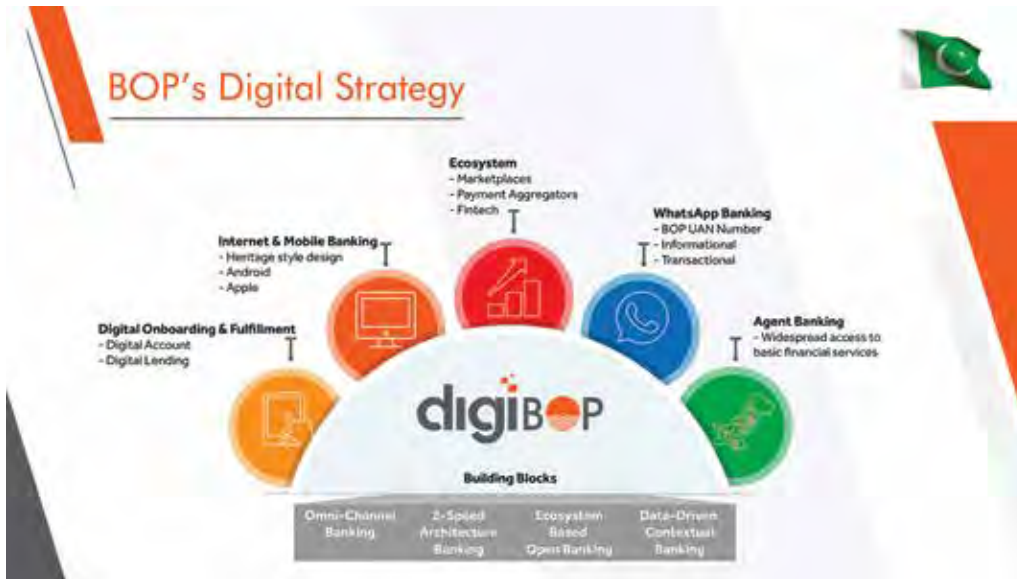 BOP's Digital Strategy
Ecosystem
- Marketplaces
- Payment Aggregators
- Fintech
WhatsApp Banking
- BOP UAN Number
- Informational
- Transactional
Internet & Mobile Banking
- Heritage style design
- Android
- Apple
Agent Banking
- Widespread access to
basic financial services
Digital Onboarding & Fulfillment
- Digital Account
- Digital Lending
digiBOP
Building Blocks
Omni-Channel
Banking
2-Speed
Architecture
Banking
Ecosystem
Based
Open Banking
Data-Driven
Contextual
Banking